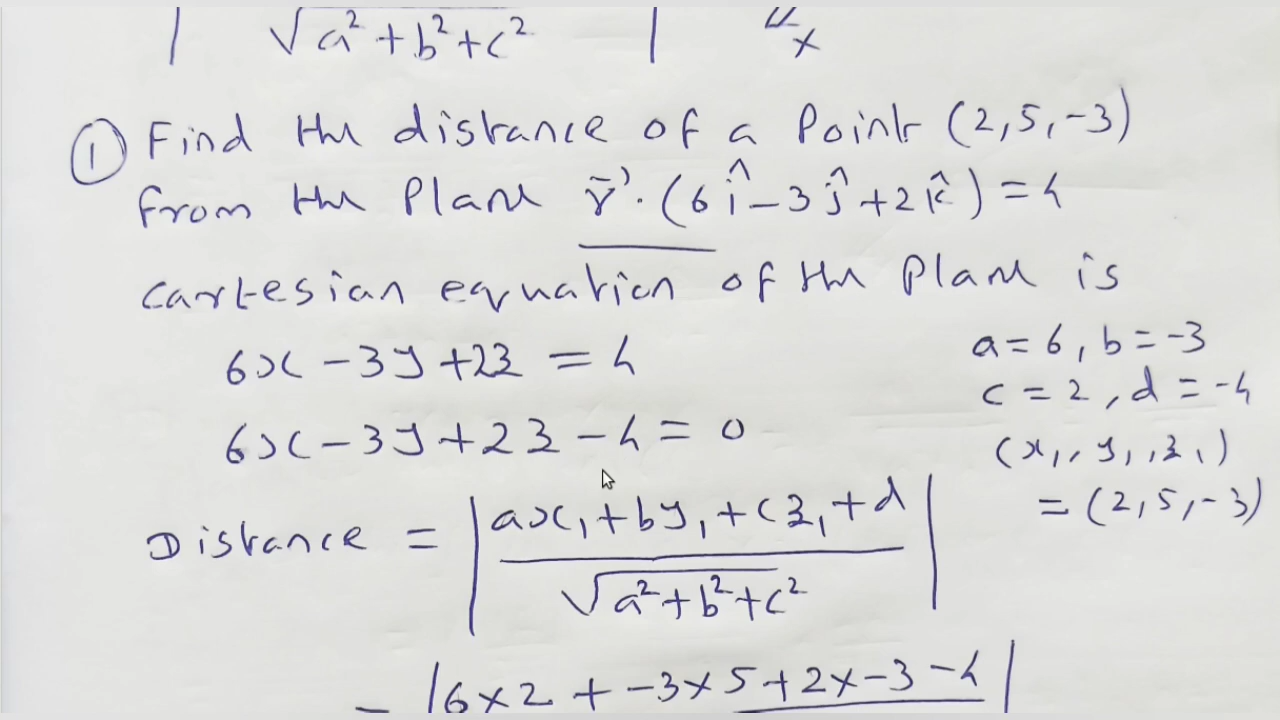 | √a²+b²+c² | //x
① Find the distance of a Point (2,5,-3)
from the Plane r⃗.(6î-3ĵ+2k̂)=4
cartesian equation of the Plane is
6x-3y+2z=4
6x-3y+2z-4=0
a=6, b=-3
c=2, d=-4
(x₁, y₁, z₁)
=(2,5,-3)
Distance = |ax₁+by₁+cz₁+d / √a²+b²+c²|
= |6×2 + -3×5+2×-3-4|